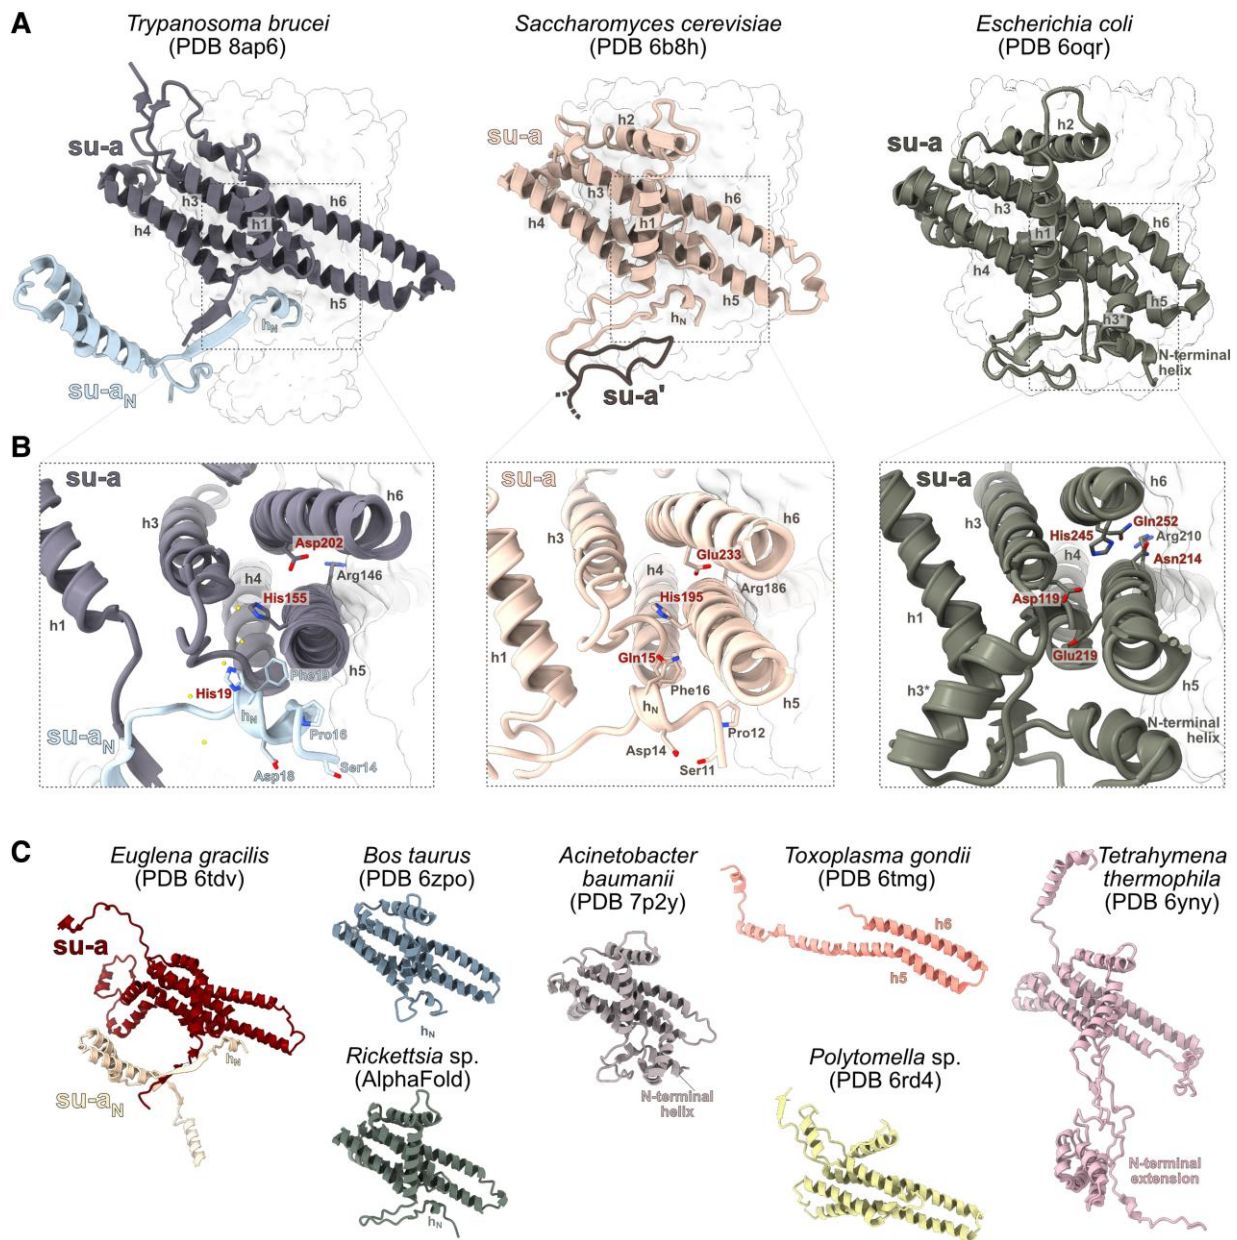 A
Trypanosoma brucei
(PDB 8ap6)
Saccharomyces cerevisiae
(PDB 6b8h)
Escherichia coli
(PDB 6oqr)
su-a
h3
h1
h6
h4
h5
hN
su-aN
su-a
h2
h3
h1
h6
h4
h5
hN
su-a'
su-a
h2
h3
h1
h6
h4
h5
h3*
N-terminal
helix
B
su-a
h6
h3
Asp202
h4
Arg146
His155
h1
h5
Phe19
His19
hN
su-aN
Pro16
Asp18
Ser14
su-a
h6
h3
h4
Glu233
Arg186
His195
h1
Gln15
Phe16
h5
hN
Pro12
Asp14
Ser11
su-a
h6
h3
His245
Gln252
Arg210
h4
Asn214
Asp119
h1
Glu219
h5
h3*
N-terminal
helix
C
Euglena gracilis
(PDB 6tdv)
su-a
hN
su-aN
Bos taurus
(PDB 6zpo)
hN
Rickettsia sp.
(AlphaFold)
hN
Acinetobacter
baumanii
(PDB 7p2y)
N-terminal
helix
Toxoplasma gondii
(PDB 6tmg)
h6
h5
Polytomella sp.
(PDB 6rd4)
Tetrahymena
thermophila
(PDB 6yny)
N-terminal
extension